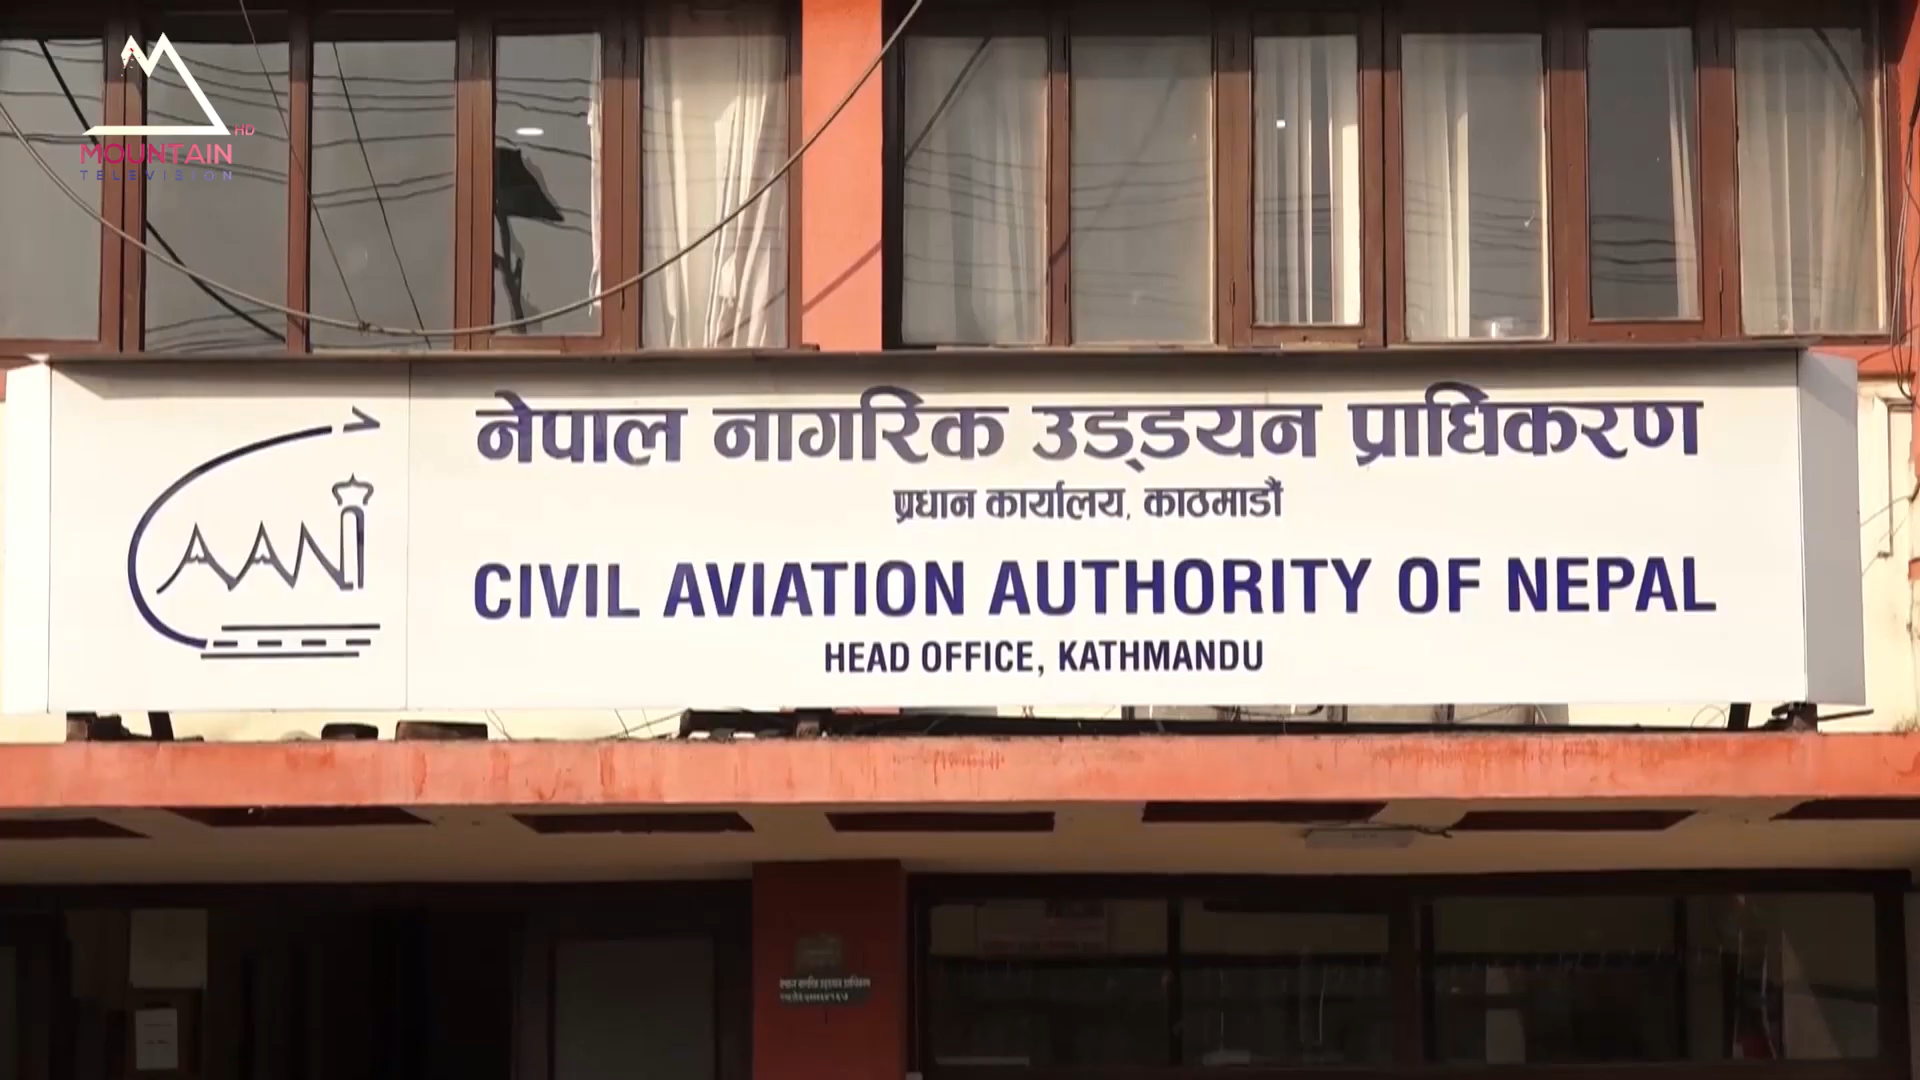 HD
MOUNTAIN
TELEVISION
नेपाल नागरिक उड्डयन प्राधिकरण
प्रधान कार्यालय, काठमाडौं
CAAN
CIVIL AVIATION AUTHORITY OF NEPAL
HEAD OFFICE, KATHMANDU